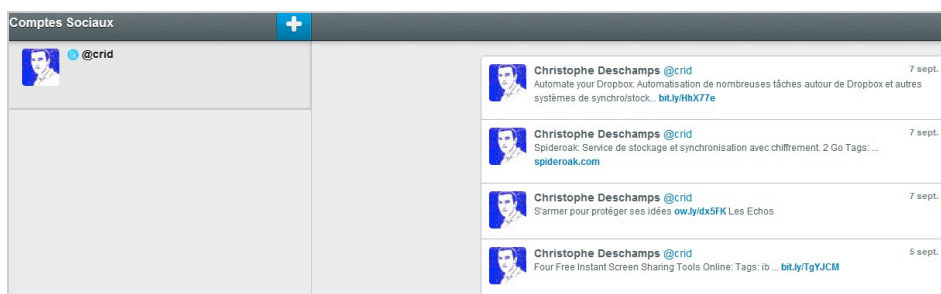 Comptes Sociaux
@crid
Christophe Deschamps @crid 7 sept.
Automate your Dropbox: Automatisation de nombreuses tâches autour de Dropbox et autres
systèmes de synchro/stock... bit.ly/HhX77e
Christophe Deschamps @crid 7 sept.
Spideroak: Service de stockage et synchronisation avec chiffrement. 2 Go Tags: ...
spideroak.com
Christophe Deschamps @crid 7 sept.
S'armer pour protéger ses idées ow.ly/dx5FK Les Echos
Christophe Deschamps @crid 5 sept.
Four Free Instant Screen Sharing Tools Online: Tags: ib ... bit.ly/TgYJCM